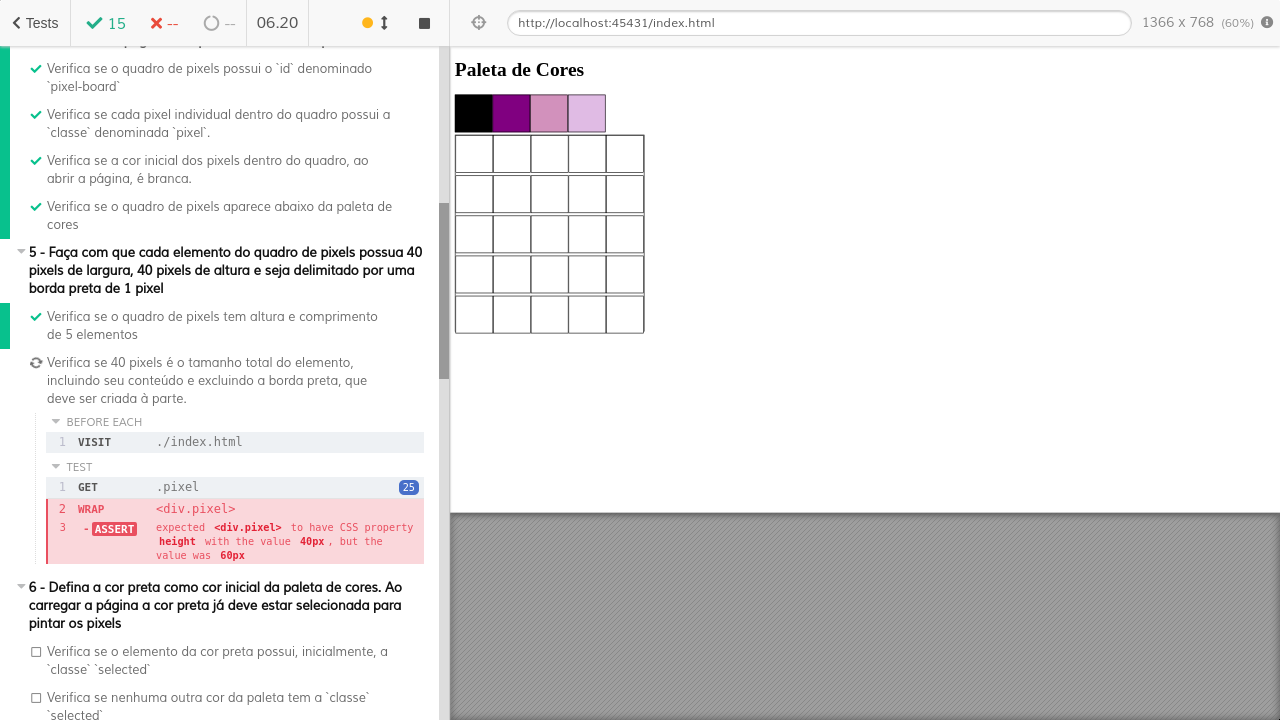 Tests 15 -- -- 06.20 http://localhost:45431/index.html 1366 x 768 (60%)
Verifica se o quadro de pixels possui o `id` denominado
`pixel-board`
Verifica se cada pixel individual dentro do quadro possui a
`classe` denominada `pixel`.
Verifica se a cor inicial dos pixels dentro do quadro, ao
abrir a página, é branca.
Verifica se o quadro de pixels aparece abaixo da paleta de
cores
5 - Faça com que cada elemento do quadro de pixels possua 40
pixels de largura, 40 pixels de altura e seja delimitado por uma
borda preta de 1 pixel
Verifica se o quadro de pixels tem altura e comprimento
de 5 elementos
Verifica se 40 pixels é o tamanho total do elemento,
incluindo seu conteúdo e excluindo a borda preta, que
deve ser criada à parte.
BEFORE EACH
1 VISIT ./index.html
TEST
1 GET .pixel 25
2 WRAP <div.pixel>
3 -ASSERT expected <div.pixel> to have CSS property
height with the value 40px, but the
value was 60px
6 - Defina a cor preta como cor inicial da paleta de cores. Ao
carregar a página a cor preta já deve estar selecionada para
pintar os pixels
Verifica se o elemento da cor preta possui, inicialmente, a
`classe` `selected`
Verifica se nenhuma outra cor da paleta tem a `classe`
`selected`
Paleta de Cores